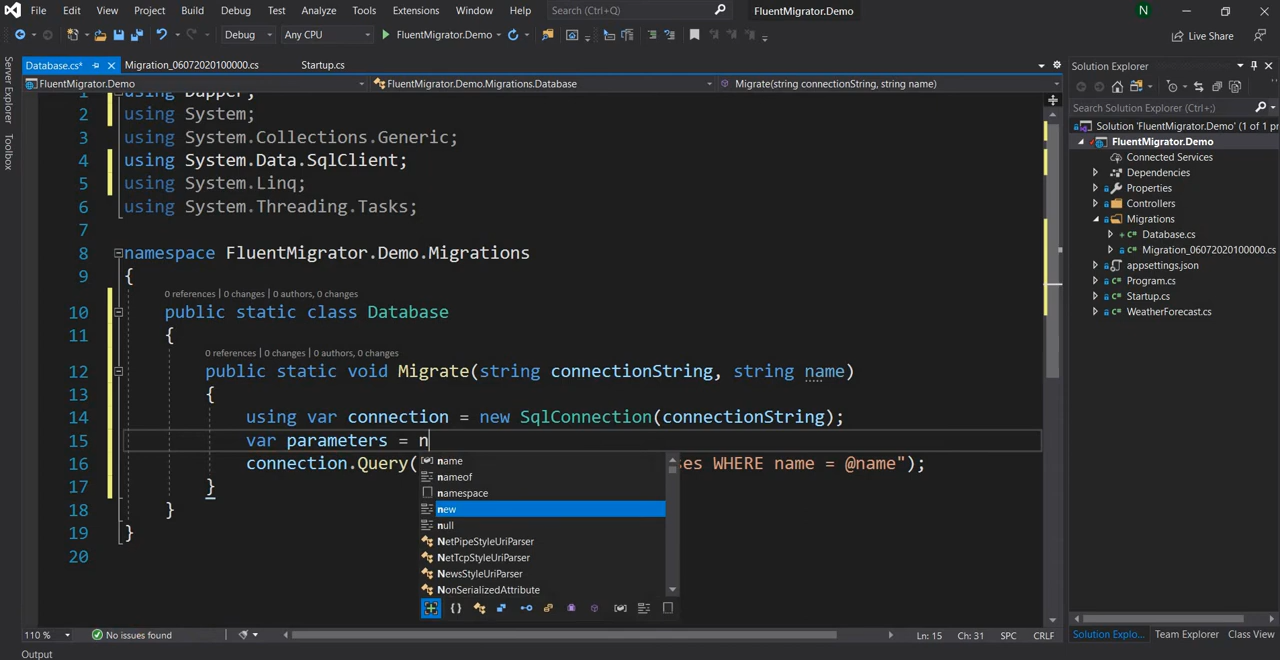 File Edit View Project Build Debug Test Analyze Tools Extensions Window Help Search (Ctrl+Q) FluentMigrator.Demo N
Debug Any CPU FluentMigrator.Demo Live Share
Server Explorer
Toolbox
Database.cs* Migration_06072020100000.cs Startup.cs
FluentMigrator.Demo FluentMigrator.Demo.Migrations.Database Migrate(string connectionString, string name)
1 using Dapper;
2 using System;
3 using System.Collections.Generic;
4 using System.Data.SqlClient;
5 using System.Linq;
6 using System.Threading.Tasks;
7
8 namespace FluentMigrator.Demo.Migrations
9 {
0 references | 0 changes | 0 authors, 0 changes
10 public static class Database
11 {
0 references | 0 changes | 0 authors, 0 changes
12 public static void Migrate(string connectionString, string name)
13 {
14 using var connection = new SqlConnection(connectionString);
15 var parameters = n
16 connection.Query( es WHERE name = @name");
17 }
18 }
19 }
20
name
nameof
namespace
new
null
NetPipeStyleUriParser
NetTcpStyleUriParser
NewsStyleUriParser
NonSerializedAttribute
110 % No issues found Ln: 15 Ch: 31 SPC CRLF
Output
Solution Explorer
Search Solution Explorer (Ctrl+;)
Solution 'FluentMigrator.Demo' (1 of 1 pr
FluentMigrator.Demo
Connected Services
Dependencies
Properties
Controllers
Migrations
Database.cs
Migration_06072020100000.cs
appsettings.json
Program.cs
Startup.cs
WeatherForecast.cs
Solution Explo... Team Explorer Class View